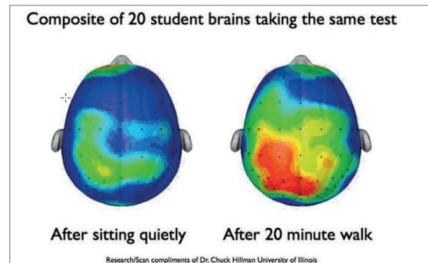 Composite of 20 student brains taking the same test
After sitting quietly
After 20 minute walk
Research/Scan compliments of Dr. Chuck Hillman University of Illinois